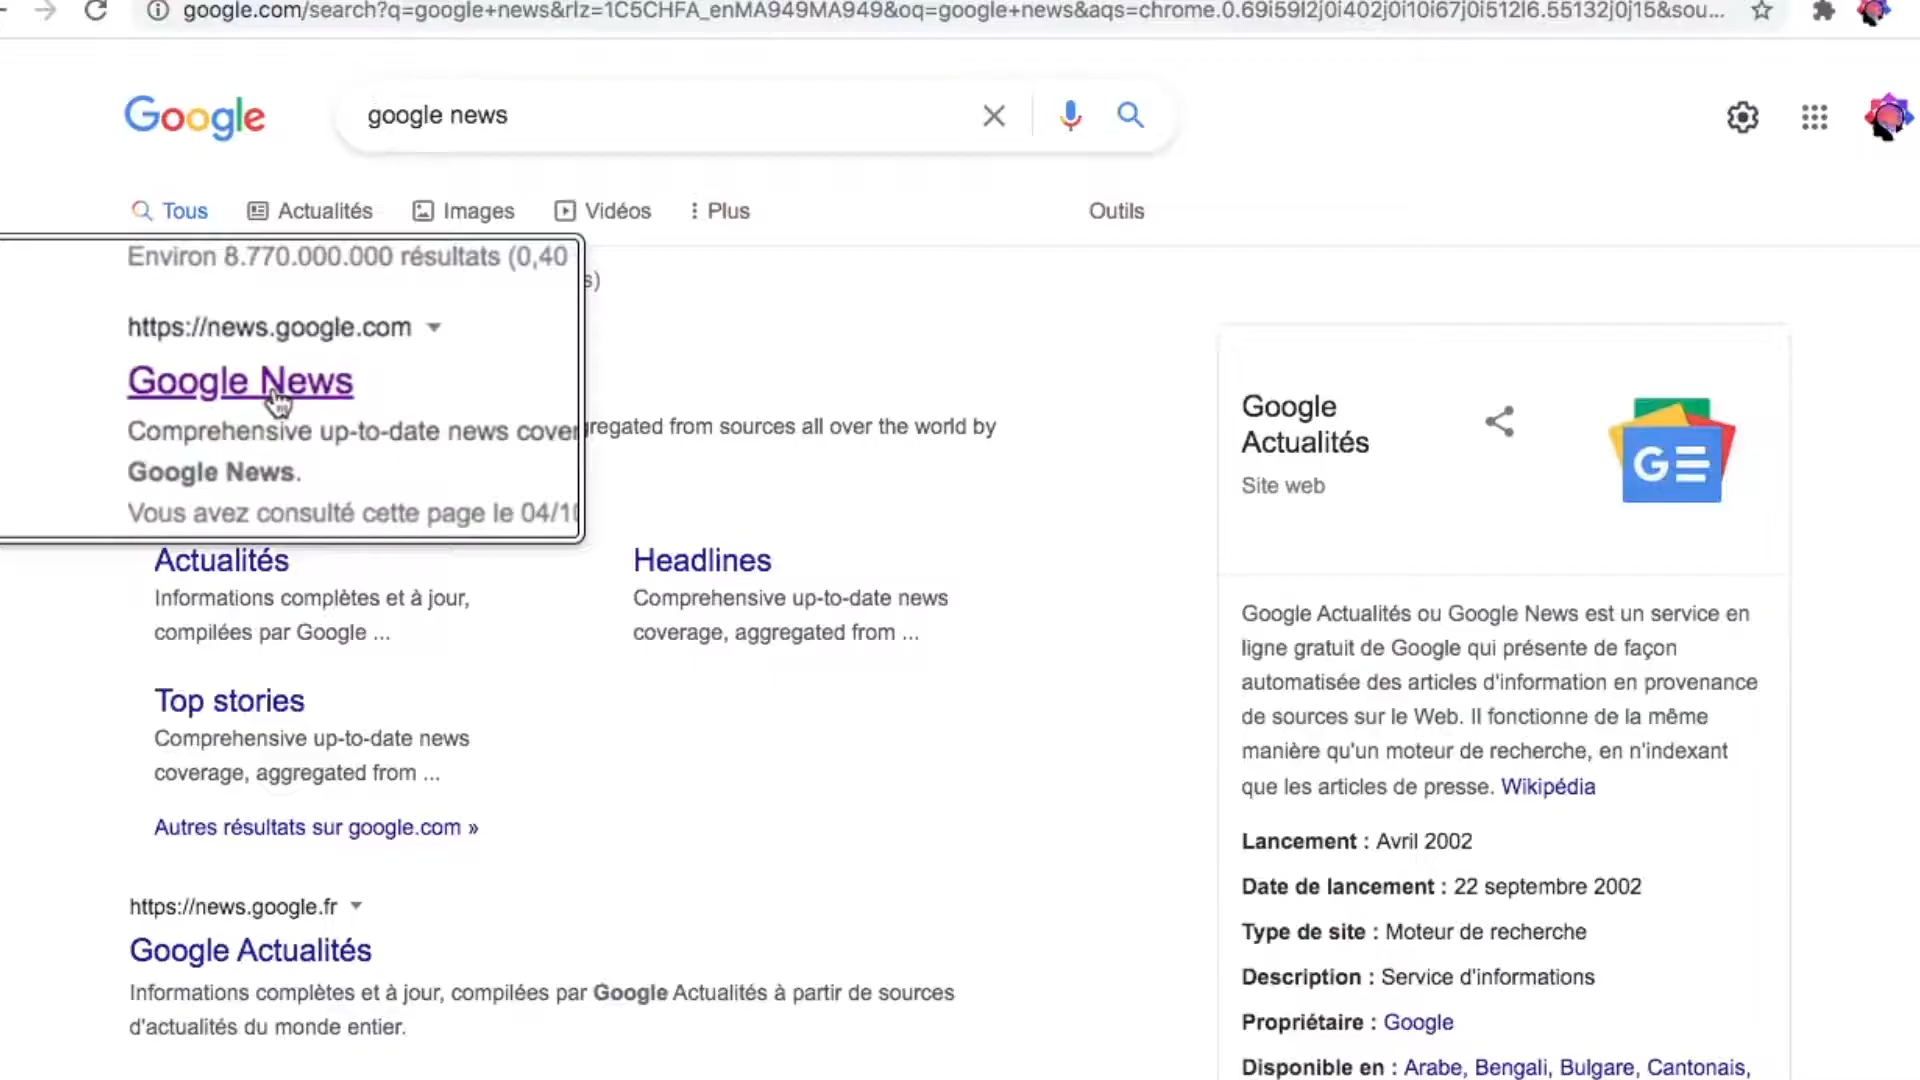 google.com/search?q=google+news&rlz=1C5CHFA_enMA949MA949&oq=google+news&aqs=chrome.0.69i59l2j0i402j0i10i67j0i512l6.55132j0j15&sou...
Google
google news
Tous Actualités Images Vidéos Plus Outils
Environ 8.770.000.000 résultats (0,40
s)
https://news.google.com
Google News
Comprehensive up-to-date news cover
regated from sources all over the world by
Google News.
Vous avez consulté cette page le 04/1
Actualités
Informations complètes et à jour,
compilées par Google ...
Headlines
Comprehensive up-to-date news
coverage, aggregated from ...
Top stories
Comprehensive up-to-date news
coverage, aggregated from ...
Autres résultats sur google.com »
https://news.google.fr
Google Actualités
Informations complètes et à jour, compilées par Google Actualités à partir de sources
d'actualités du monde entier.
Google
Actualités
Site web
GE
Google Actualités ou Google News est un service en
ligne gratuit de Google qui présente de façon
automatisée des articles d'information en provenance
de sources sur le Web. Il fonctionne de la même
manière qu'un moteur de recherche, en n'indexant
que les articles de presse. Wikipédia
Lancement : Avril 2002
Date de lancement : 22 septembre 2002
Type de site : Moteur de recherche
Description : Service d'informations
Propriétaire : Google
Disponible en : Arabe, Bengali, Bulgare, Cantonais,